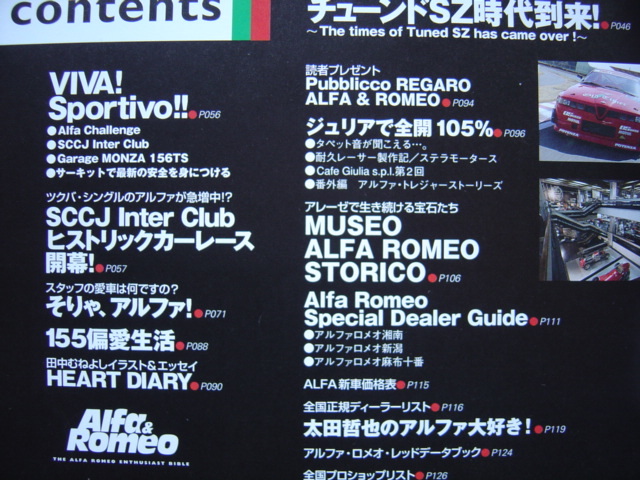 contents
VIVA!
Sportivo!!●P056
●Alfa Challenge
●SCCJ Inter Club
●Garage MONZA 156TS
●サーキットで最新の安全を身につける
ツクバ・シングルのアルファが急増中!?
SCCJ Inter Club
ヒストリックカーレース
開幕!●P057
スタッフの愛車は何ですの?
そりゃ、アルファ!●P071
155偏愛生活●P088
田中むねよしイラスト&エッセイ
HEART DIARY●P090
Alfa &
Romeo
THE ALFA ROMEO ENTHUSIAST BIBLE
チューンドSZ時代到来!●P046
〜The times of Tuned SZ has came over !〜
読者プレゼント
Pubblicco REGARO
ALFA & ROMEO●P094
ジュリアで全開105%●P096
●タペット音が聞こえる…。
●耐久レーサー製作記/ステラモータース
●Cafe Giulia s.p.l.第2回
●番外編 アルファ・トレジャーストーリーズ
アレーゼで生き続ける宝石たち
MUSEO
ALFA ROMEO
STORICO●P106
Alfa Romeo
Special Dealer Guide●P111
●アルファロメオ湘南
●アルファロメオ新潟
●アルファロメオ麻布十番
ALFA新車価格表●P115
全国正規ディーラーリスト●P116
太田哲也のアルファ大好き!●P119
アルファ・ロメオ・レッドデータブック●P124
全国プロショップリスト●P126